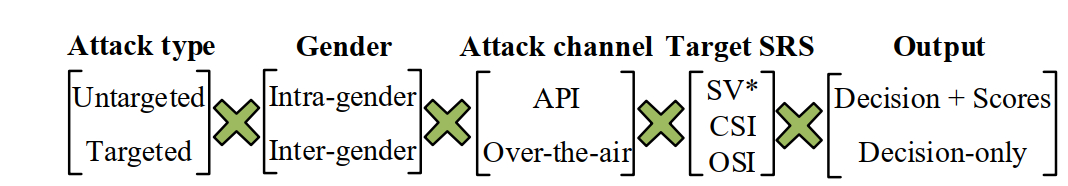 Attack type Gender Attack channel Target SRS Output
Untargeted Intra-gender API SV* Decision + Scores
CSI
Targeted Inter-gender Over-the-air OSI Decision-only